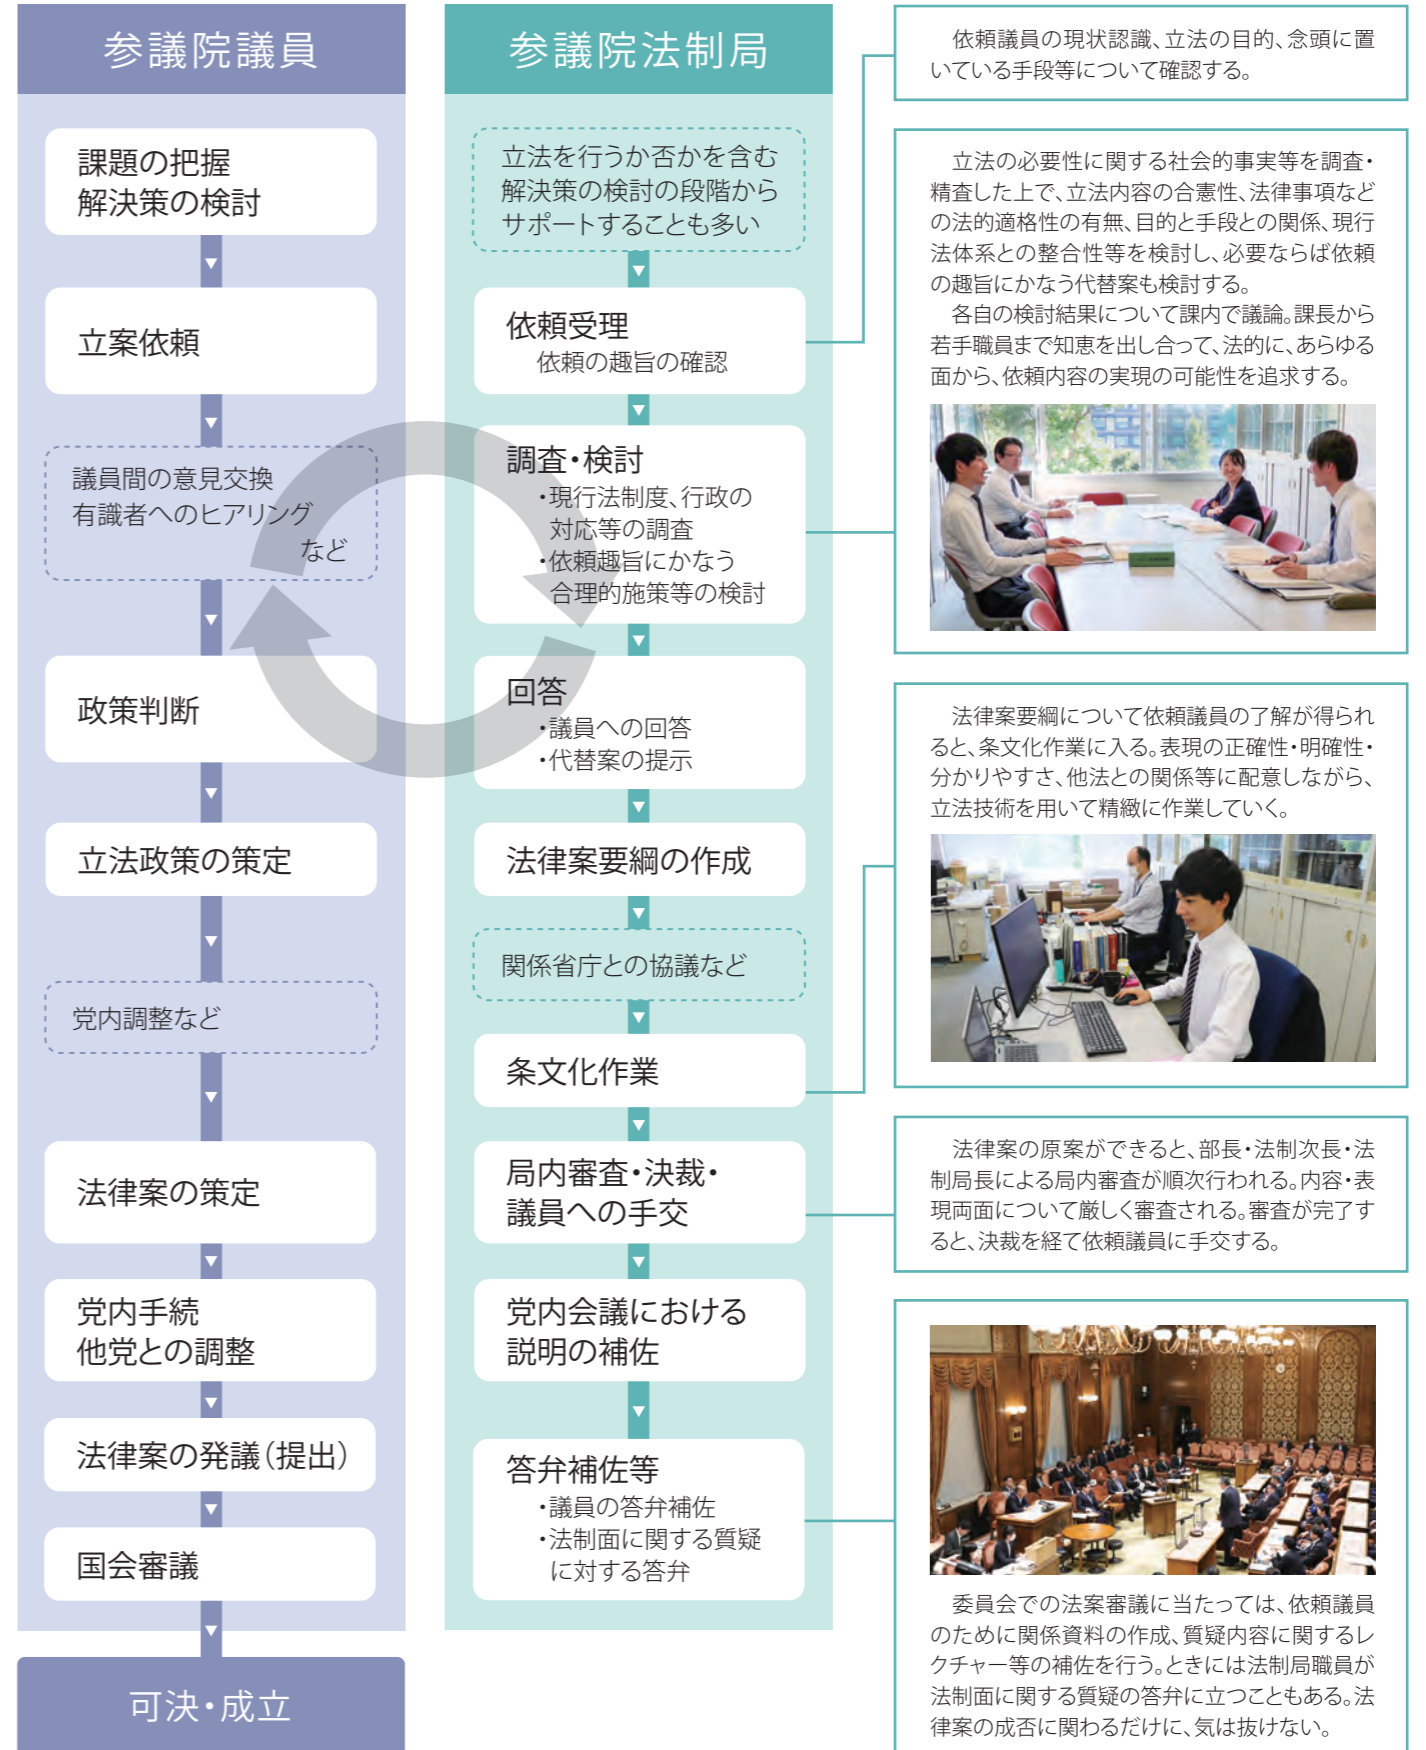 参議院議員
課題の把握
解決策の検討
立案依頼
議員間の意見交換
有識者へのヒアリング
など
政策判断
立法政策の策定
党内調整など
法律案の策定
党内手続
他党との調整
法律案の発議(提出)
国会審議
可決・成立
参議院法制局
立法を行うか否かを含む
解決策の検討の段階から
サポートすることも多い
依頼受理
依頼の趣旨の確認
調査・検討
・現行法制度、行政の
対応等の調査
・依頼趣旨にかなう
合理的施策等の検討
回答
・議員への回答
・代替案の提示
法律案要綱の作成
関係省庁との協議など
条文化作業
局内審査・決裁・
議員への手交
党内会議における
説明の補佐
答弁補佐等
・議員の答弁補佐
・法制面に関する質疑
に対する答弁
依頼議員の現状認識、立法の目的、念頭に置
いている手段等について確認する。
立法の必要性に関する社会的事実等を調査・
精査した上で、立法内容の合憲性、法律事項など
の法的適格性の有無、目的と手段との関係、現行
法体系との整合性等を検討し、必要ならば依頼
の趣旨にかなう代替案も検討する。
各自の検討結果について課内で議論。課長から
若手職員まで知恵を出し合って、法的に、あらゆる
面から、依頼内容の実現の可能性を追求する。
法律案要綱について依頼議員の了解が得られ
ると、条文化作業に入る。表現の正確性・明確性・
分かりやすさ、他法との関係等に配意しながら、
立法技術を用いて精緻に作業していく。
法律案の原案ができると、部長・法制次長・法
制局長による局内審査が順次行われる。内容・表
現両面について厳しく審査される。審査が完了す
ると、決裁を経て依頼議員に手交する。
委員会での法案審議に当たっては、依頼議員
のために関係資料の作成、質疑内容に関するレ
クチャー等の補佐を行う。ときには法制局職員が
法制面に関する質疑の答弁に立つこともある。法
律案の成否に関わるだけに、気は抜けない。